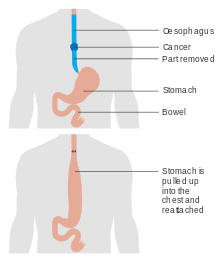 Oesophagus
Cancer
Part removed
Stomach
Bowel
Stomach is
pulled up
into the
chest and
reattached